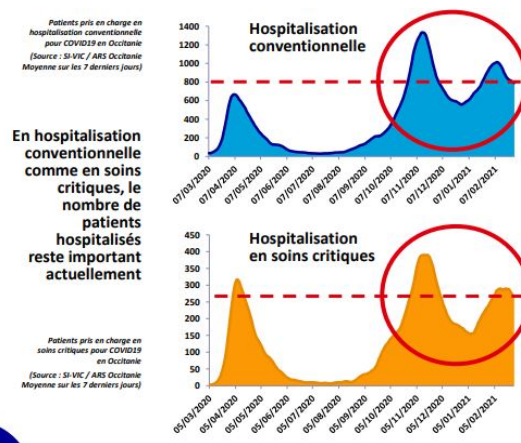 Patients pris en charge en
hospitalisation conventionnelle
pour COVID19 en Occitanie
(Source : SI-VIC / ARS Occitanie
Moyenne sur les 7 derniers jours)
En hospitalisation
conventionnelle
comme en soins
critiques, le
nombre de
patients
hospitalisés
reste important
actuellement
Patients pris en charge en
soins critiques pour COVID19
en Occitanie
(Source : SI-VIC / ARS Occitanie
Moyenne sur les 7 derniers jours)
Hospitalisation
conventionnelle
1400
1200
1000
800
600
400
200
0
07/03/2020
07/04/2020
07/05/2020
07/06/2020
07/07/2020
07/08/2020
07/09/2020
07/10/2020
07/11/2020
07/12/2020
07/01/2021
07/02/2021
Hospitalisation
en soins critiques
450
400
350
300
250
200
150
100
50
0
05/03/2020
05/04/2020
05/05/2020
05/06/2020
05/07/2020
05/08/2020
05/09/2020
05/10/2020
05/11/2020
05/12/2020
05/01/2021
05/02/2021